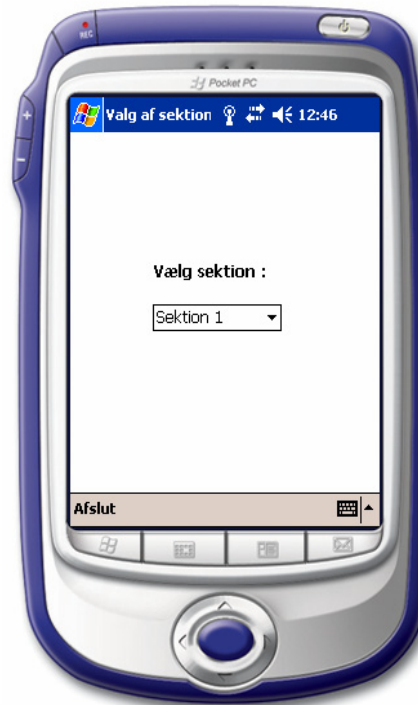 REC
Pocket PC
Valg af sektion 12:46
+
−
Vælg sektion :
Sektion 1
Afslut